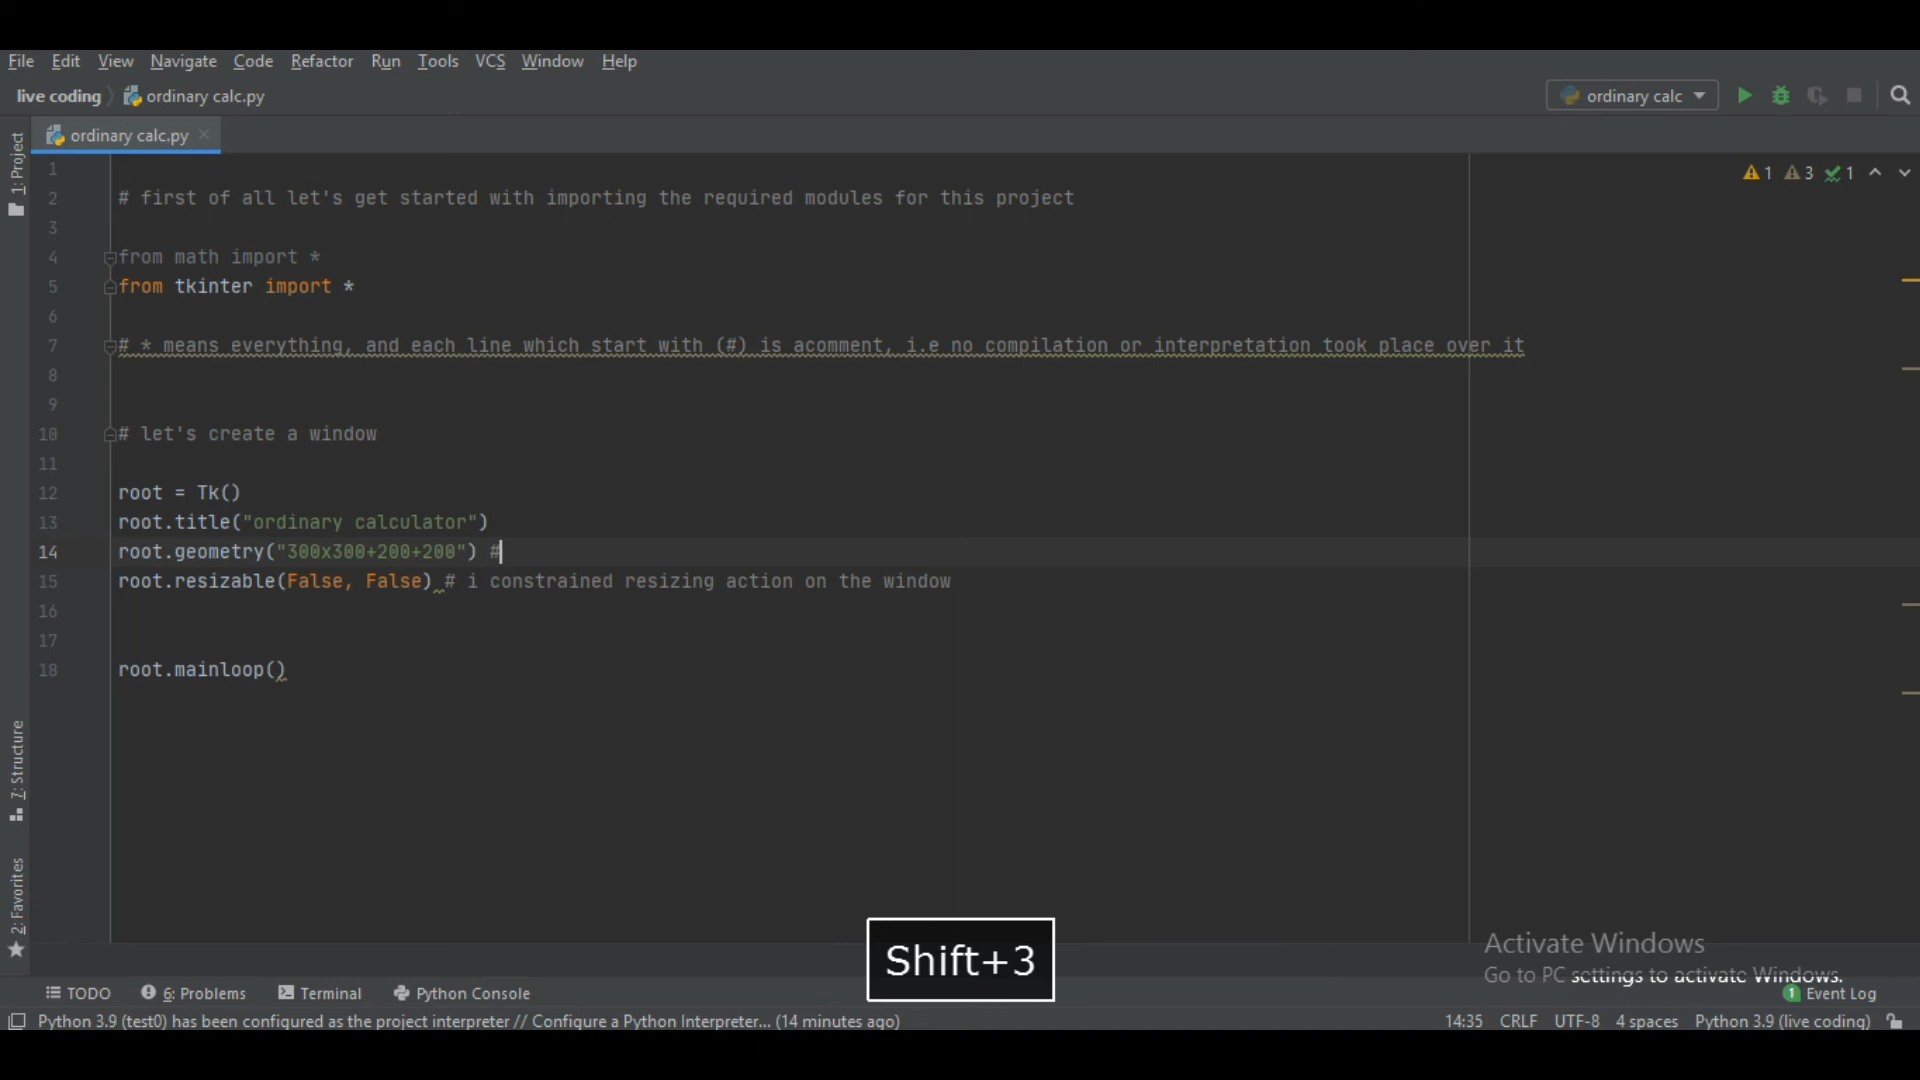 File Edit View Navigate Code Refactor Run Tools VCS Window Help
live coding ordinary calc.py ordinary calc
1: Project ordinary calc.py
1 1 3 1
2 # first of all let's get started with importing the required modules for this project
3
4 from math import *
5 from tkinter import *
6
7 # * means everything, and each line which start with (#) is acomment, i.e no compilation or interpretation took place over it
8
9
10 # let's create a window
11
12 root = Tk()
13 root.title("ordinary calculator")
14 root.geometry("300x300+200+200") #
15 root.resizable(False, False) # i constrained resizing action on the window
16
17
18 root.mainloop()
7: Structure
2: Favorites
Shift+3
Activate Windows
Go to PC settings to activate Windows.
TODO 6: Problems Terminal Python Console 1 Event Log
Python 3.9 (test0) has been configured as the project interpreter // Configure a Python Interpreter... (14 minutes ago) 14:35 CRLF UTF-8 4 spaces Python 3.9 (live coding)